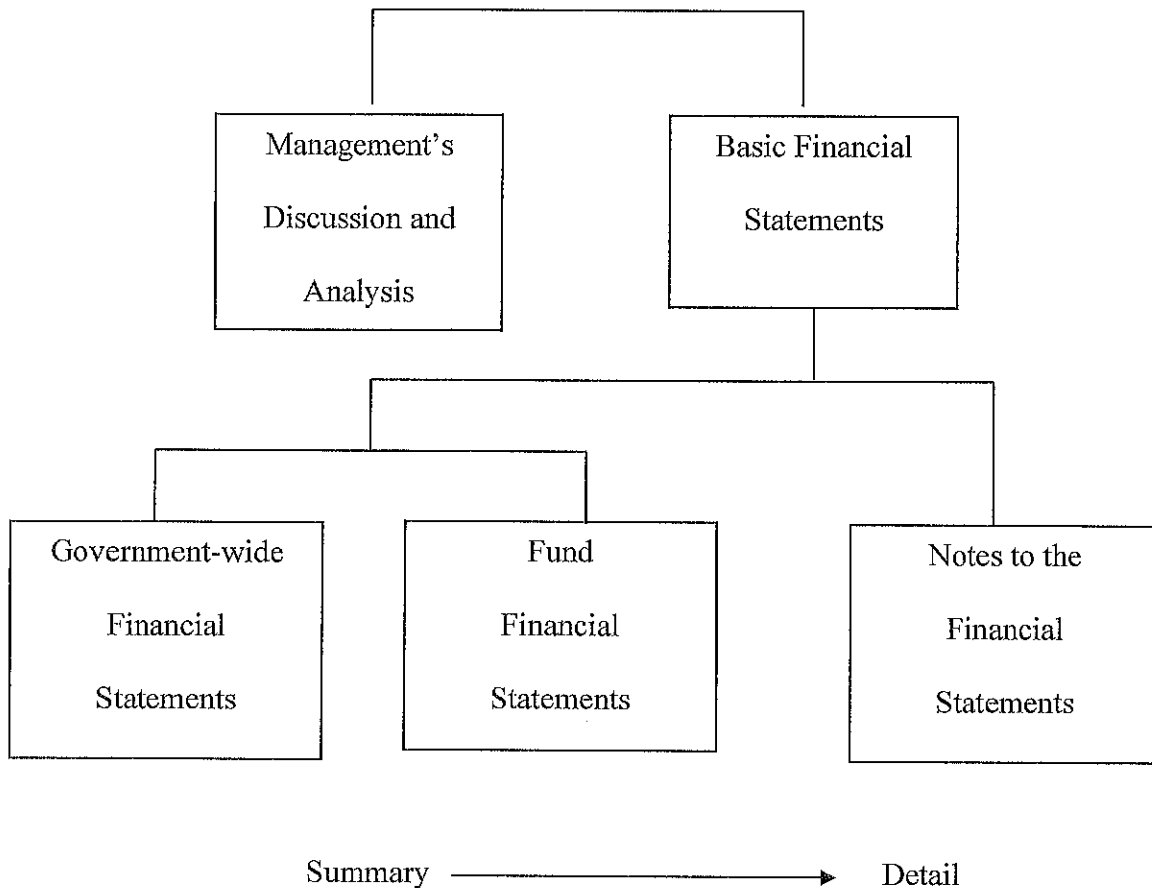 Management's
Discussion and
Analysis
Basic Financial
Statements
Government-wide
Financial
Statements
Fund
Financial
Statements
Notes to the
Financial
Statements
Summary
Detail